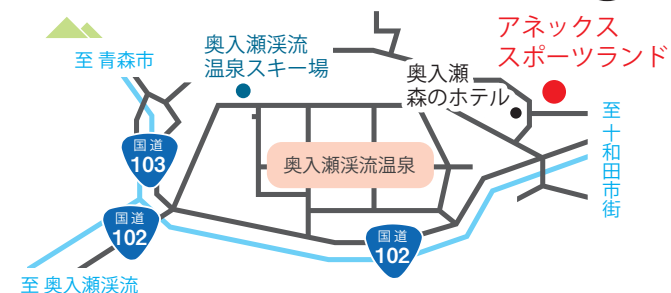 アネックス
スポーツランド
奥入瀬渓流
温泉スキー場
至 青森市
奥入瀬
森のホテル
至十和田市街
国道
103
奥入瀬渓流温泉
国道
102
国道
102
至 奥入瀬渓流